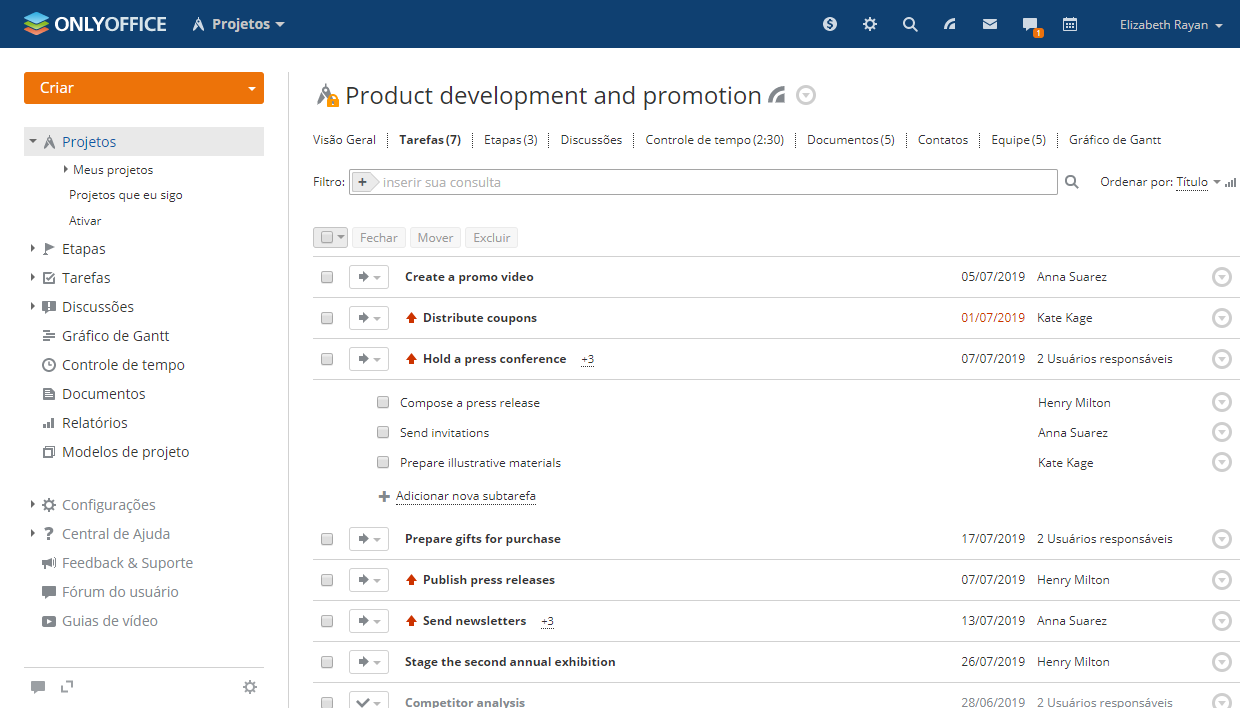 ONLYOFFICE Projetos 1 Elizabeth Rayan
Criar
Projetos
Meus projetos
Projetos que eu sigo
Ativar
Etapas
Tarefas
Discussões
Gráfico de Gantt
Controle de tempo
Documentos
Relatórios
Modelos de projeto
Configurações
Central de Ajuda
Feedback & Suporte
Fórum do usuário
Guias de vídeo
Product development and promotion
Visão Geral Tarefas (7) Etapas (3) Discussões Controle de tempo (2:30) Documentos (5) Contatos Equipe (5) Gráfico de Gantt
Filtro: + inserir sua consulta Ordenar por: Título
Fechar Mover Excluir
Create a promo video 05/07/2019 Anna Suarez
Distribute coupons 01/07/2019 Kate Kage
Hold a press conference +3 07/07/2019 2 Usuários responsáveis
Compose a press release Henry Milton
Send invitations Anna Suarez
Prepare illustrative materials Kate Kage
Adicionar nova subtarefa
Prepare gifts for purchase 17/07/2019 2 Usuários responsáveis
Publish press releases 07/07/2019 Henry Milton
Send newsletters +3 13/07/2019 Anna Suarez
Stage the second annual exhibition 26/07/2019 Henry Milton
Competitor analysis 28/06/2019 2 Usuários responsáveis